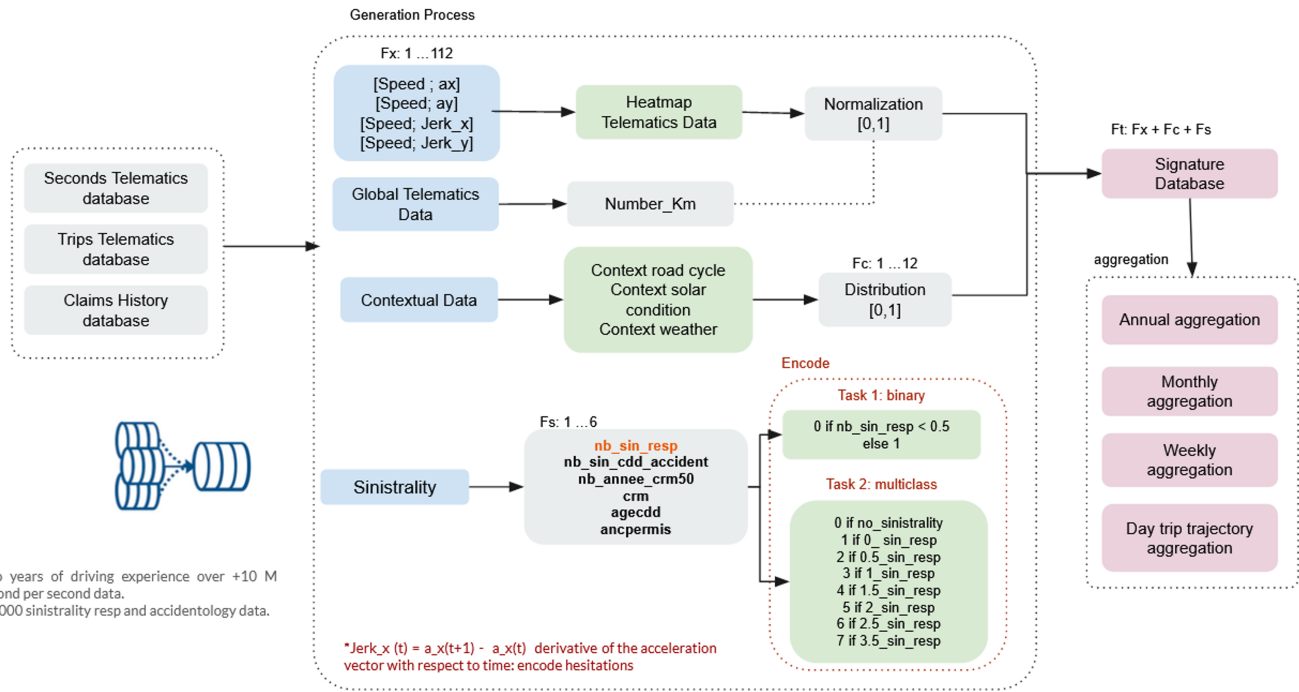 Generation Process
Fx: 1 ...112
[Speed ; ax]
[Speed; ay]
[Speed; Jerk_x]
[Speed; Jerk_y]
Heatmap
Telematics Data
Normalization
[0,1]
Ft: Fx + Fc + Fs
Signature
Database
Seconds Telematics
database
Trips Telematics
database
Claims History
database
Global Telematics
Data
Number_Km
Contextual Data
Context road cycle
Context solar
condition
Context weather
Fc: 1 ...12
Distribution
[0,1]
aggregation
Annual aggregation
Monthly
aggregation
Weekly
aggregation
Day trip trajectory
aggregation
Encode
Task 1: binary
0 if nb_sin_resp < 0.5
else 1
Fs: 1 ...6
Sinistrality
nb_sin_resp
nb_sin_cdd_accident
nb_annee_crm50
crm
agecdd
ancpermis
Task 2: multiclass
0 if no_sinistrality
1 if 0_ sin_resp
2 if 0.5_sin_resp
3 if 1_sin_resp
4 if 1.5_sin_resp
5 if 2_sin_resp
6 if 2.5_sin_resp
7 if 3.5_sin_resp
years of driving experience over +10 M
per second data.
000 sinistrality resp and accidentology data.
*Jerk_x (t) = a_x(t+1) - a_x(t) derivative of the acceleration
vector with respect to time: encode hesitations